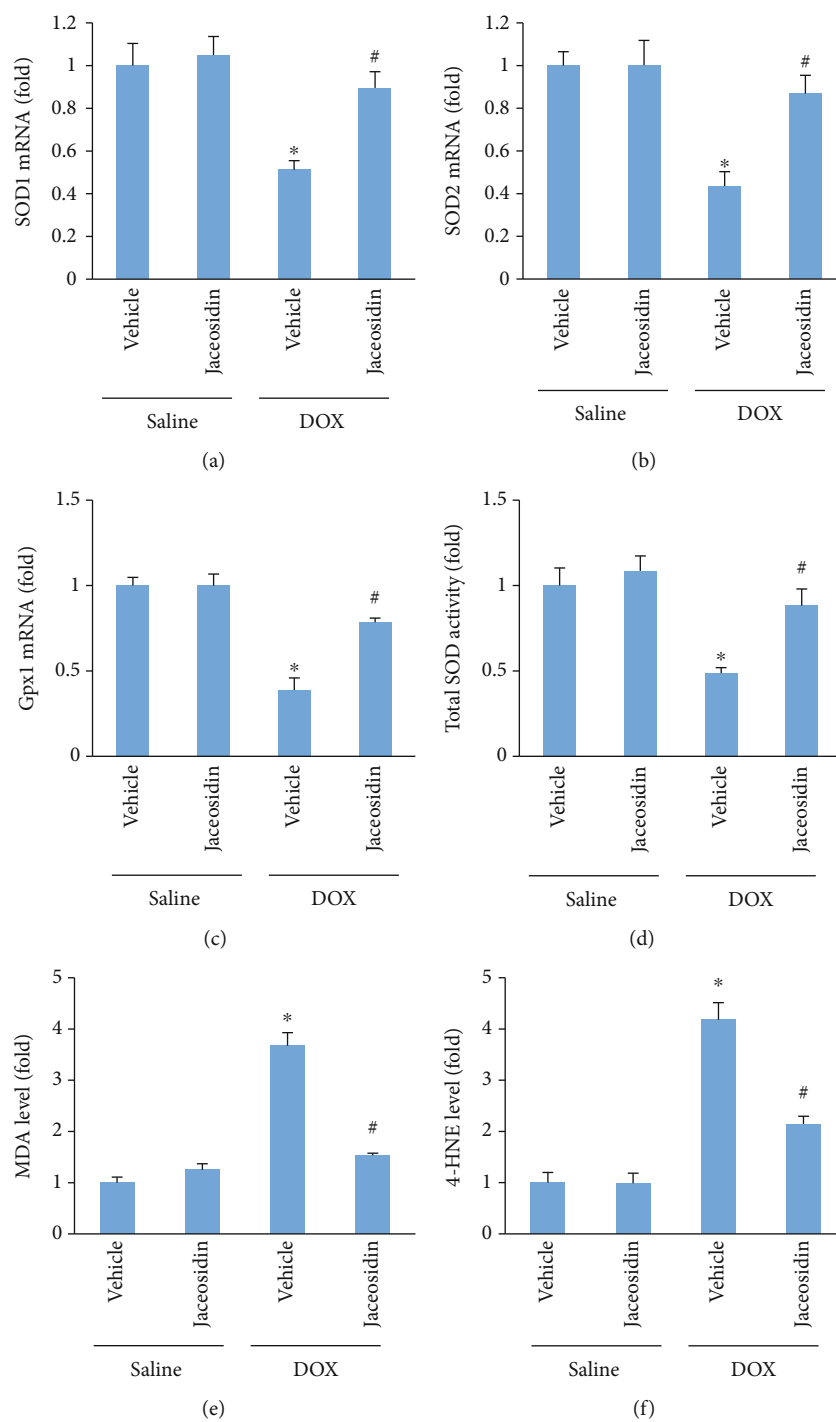 SOD1 mRNA (fold)
1.2
1
0.8
0.6
0.4
0.2
0
*
#
Vehicle
Jaceosidin
Vehicle
Jaceosidin
Saline
DOX
(a)
SOD2 mRNA (fold)
1.2
1
0.8
0.6
0.4
0.2
0
*
#
Vehicle
Jaceosidin
Vehicle
Jaceosidin
Saline
DOX
(b)
Gpx1 mRNA (fold)
1.5
1
0.5
0
*
#
Vehicle
Jaceosidin
Vehicle
Jaceosidin
Saline
DOX
(c)
Total SOD activity (fold)
1.5
1
0.5
0
*
#
Vehicle
Jaceosidin
Vehicle
Jaceosidin
Saline
DOX
(d)
MDA level (fold)
5
4
3
2
1
0
*
#
Vehicle
Jaceosidin
Vehicle
Jaceosidin
Saline
DOX
(e)
4-HNE level (fold)
5
4
3
2
1
0
*
#
Vehicle
Jaceosidin
Vehicle
Jaceosidin
Saline
DOX
(f)